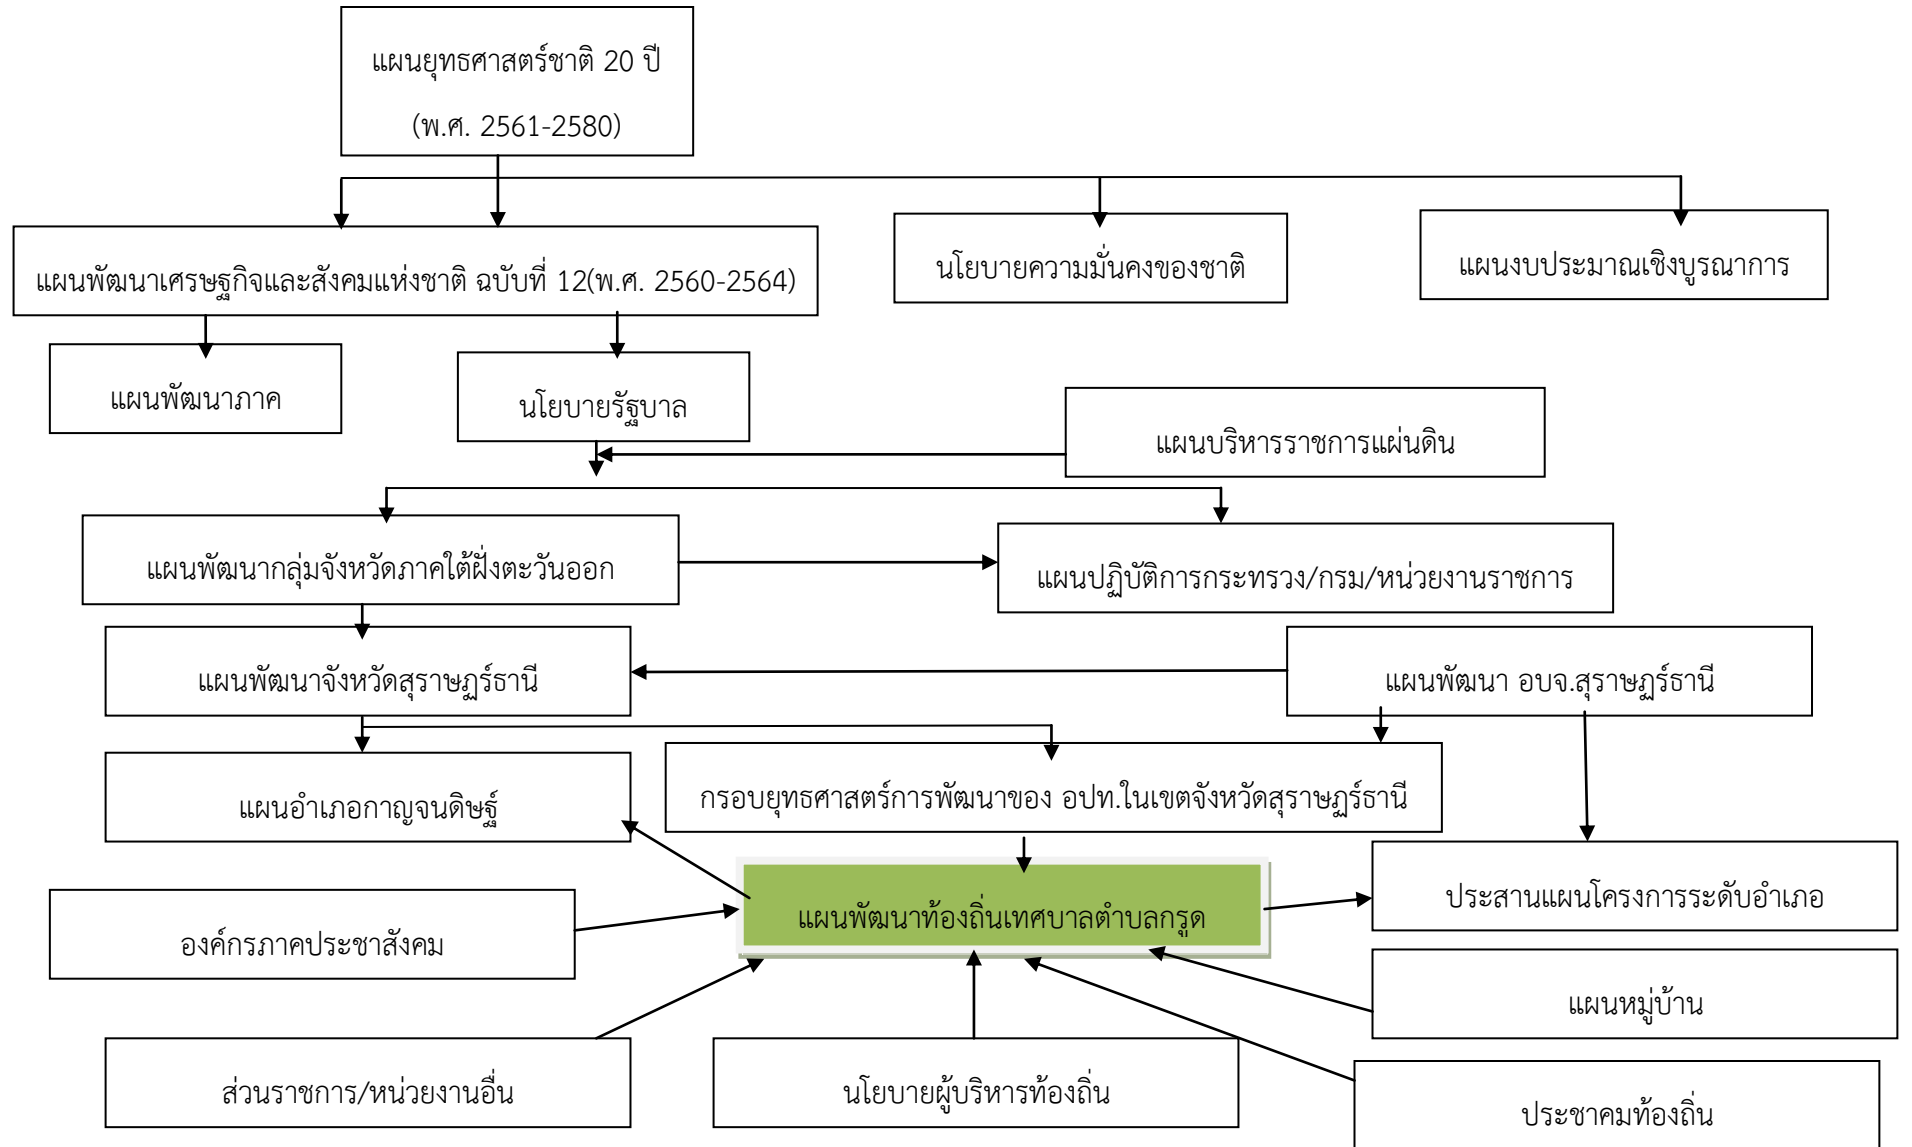 แผนยุทธศาสตร์ชาติ 20 ปี
(พ.ศ. 2561-2580)
แผนพัฒนาเศรษฐกิจและสังคมแห่งชาติ ฉบับที่ 12(พ.ศ. 2560-2564)
นโยบายความมั่นคงของชาติ
แผนงบประมาณเชิงบูรณาการ
แผนพัฒนาภาค
นโยบายรัฐบาล
แผนบริหารราชการแผ่นดิน
แผนพัฒนากลุ่มจังหวัดภาคใต้ฝั่งตะวันออก
แผนปฏิบัติการกระทรวง/กรม/หน่วยงานราชการ
แผนพัฒนาจังหวัดสุราษฎร์ธานี
แผนพัฒนา อบจ.สุราษฎร์ธานี
แผนอำเภอกาญจนดิษฐ์
กรอบยุทธศาสตร์การพัฒนาของ อปท.ในเขตจังหวัดสุราษฎร์ธานี
แผนพัฒนาท้องถิ่นเทศบาลตำบลกรูด
ประสานแผนโครงการระดับอำเภอ
องค์กรภาคประชาสังคม
แผนหมู่บ้าน
ส่วนราชการ/หน่วยงานอื่น
นโยบายผู้บริหารท้องถิ่น
ประชาคมท้องถิ่น